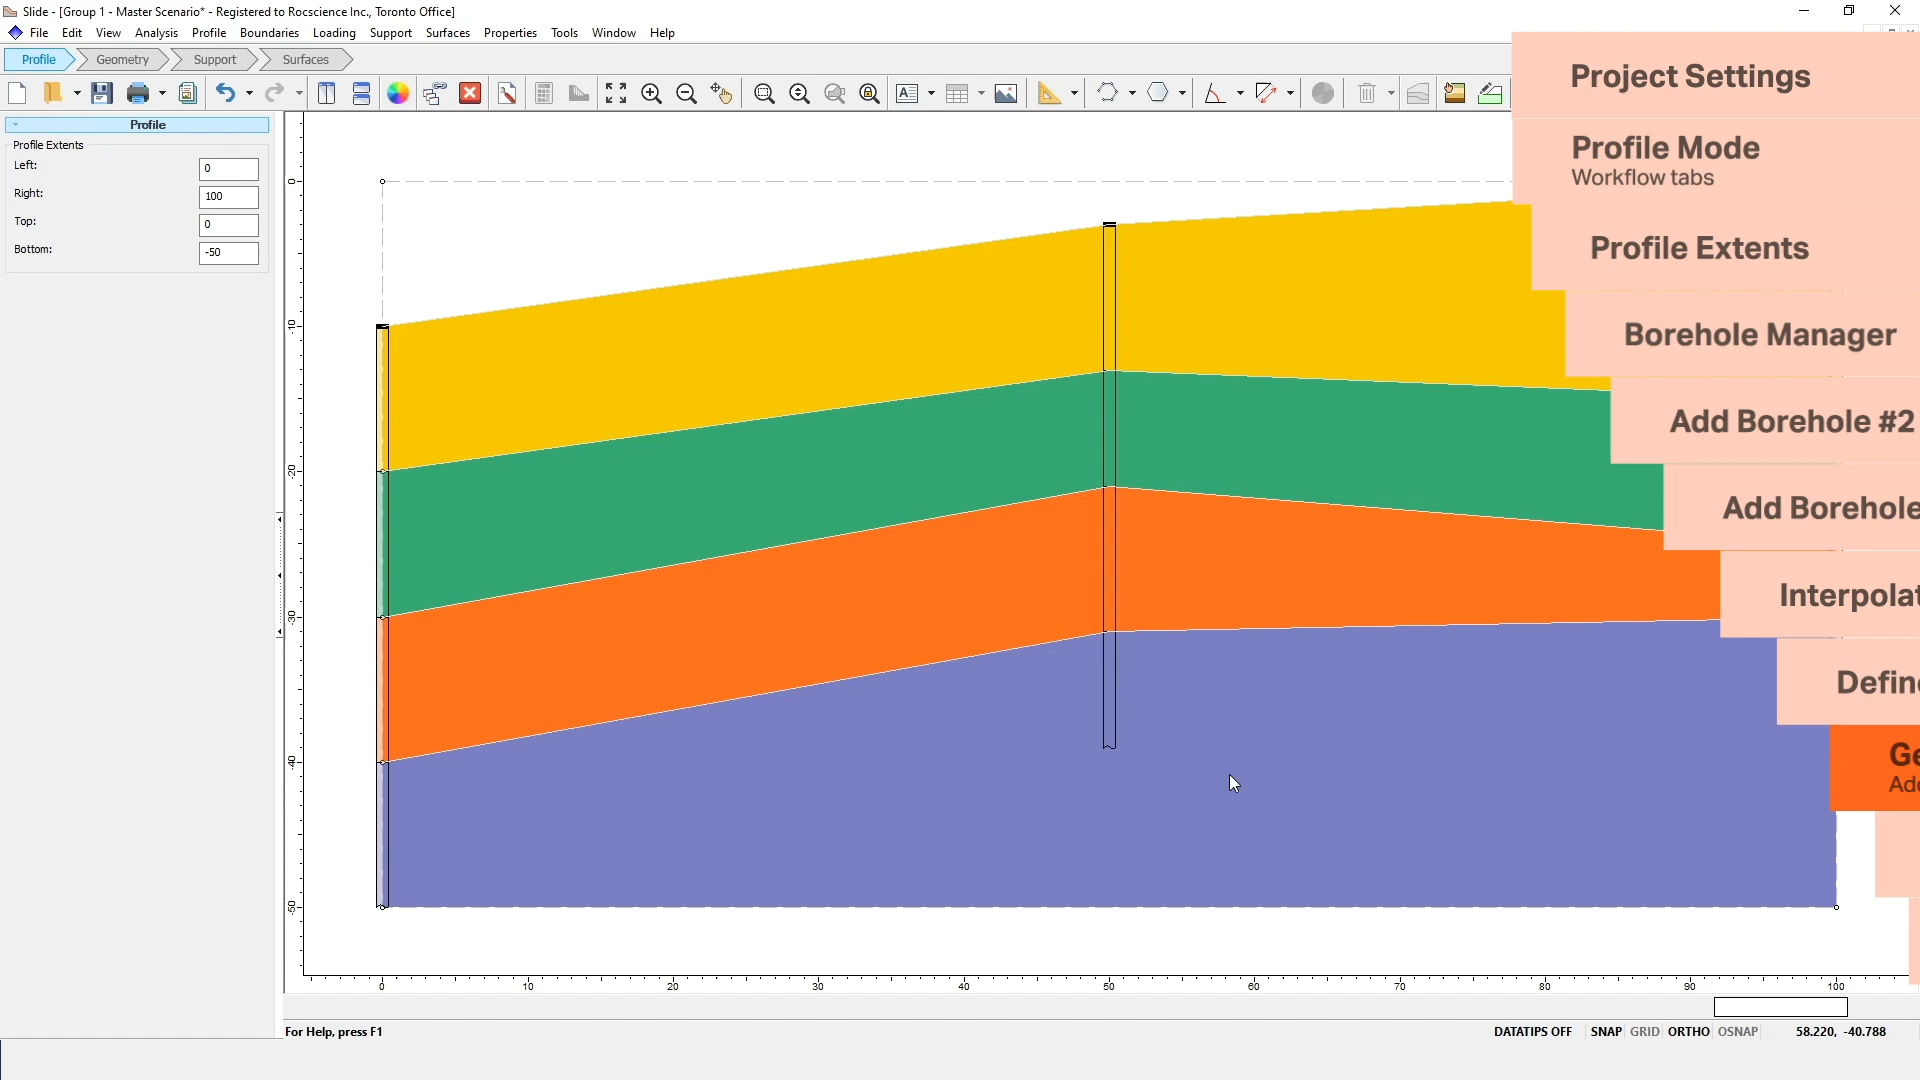 Slide - [Group 1 - Master Scenario* - Registered to Rocscience Inc., Toronto Office]
File Edit View Analysis Profile Boundaries Loading Support Surfaces Properties Tools Window Help
Profile Geometry Support Surfaces
Profile
Profile Extents
Left: 0
Right: 100
Top: 0
Bottom: -50
0
-10
-20
-30
-40
-50
0 10 20 30 40 50 60 70 80 90 100
Project Settings
Profile Mode
Workflow tabs
Profile Extents
Borehole Manager
Add Borehole #2
Add Borehole
Interpolat
Defin
Ge
Ad
For Help, press F1
DATATIPS OFF SNAP GRID ORTHO OSNAP 58.220, -40.788